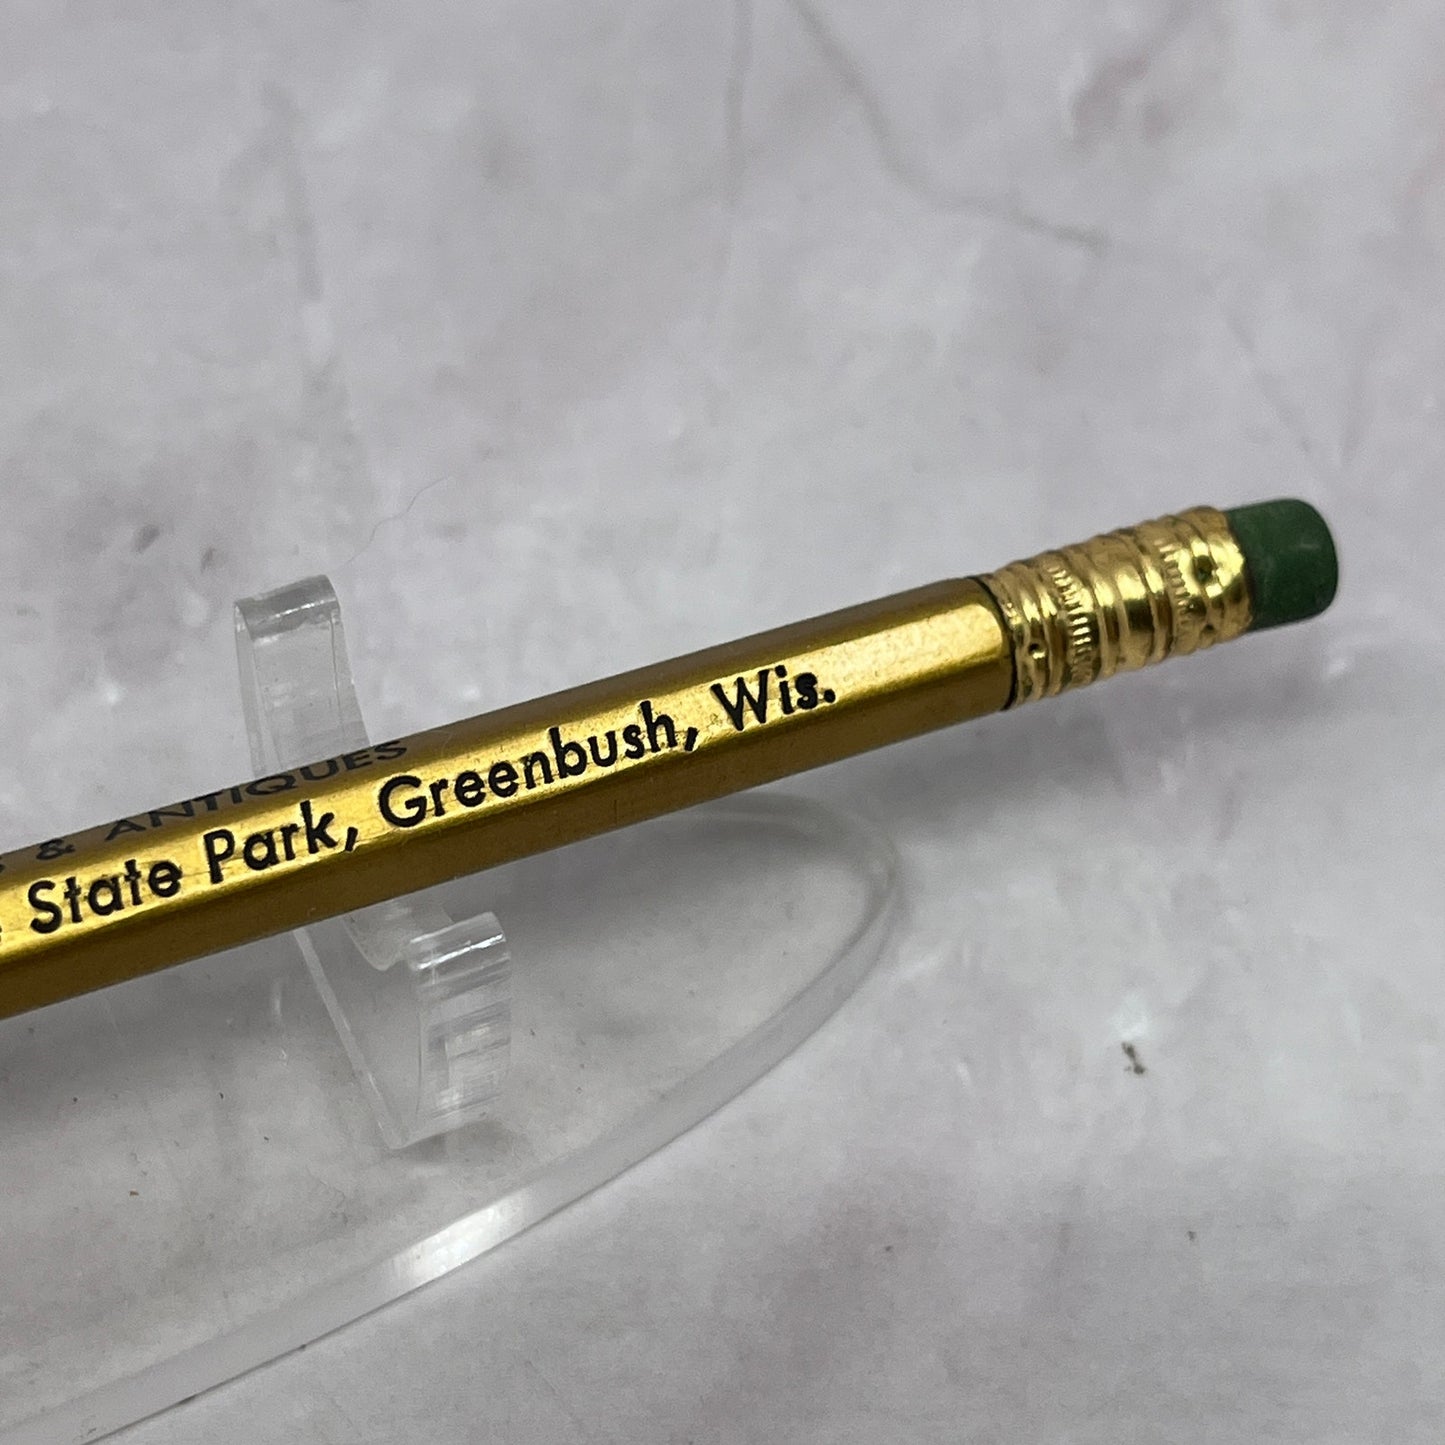 & ANTIQUES
State Park, Greenbush, Wis.